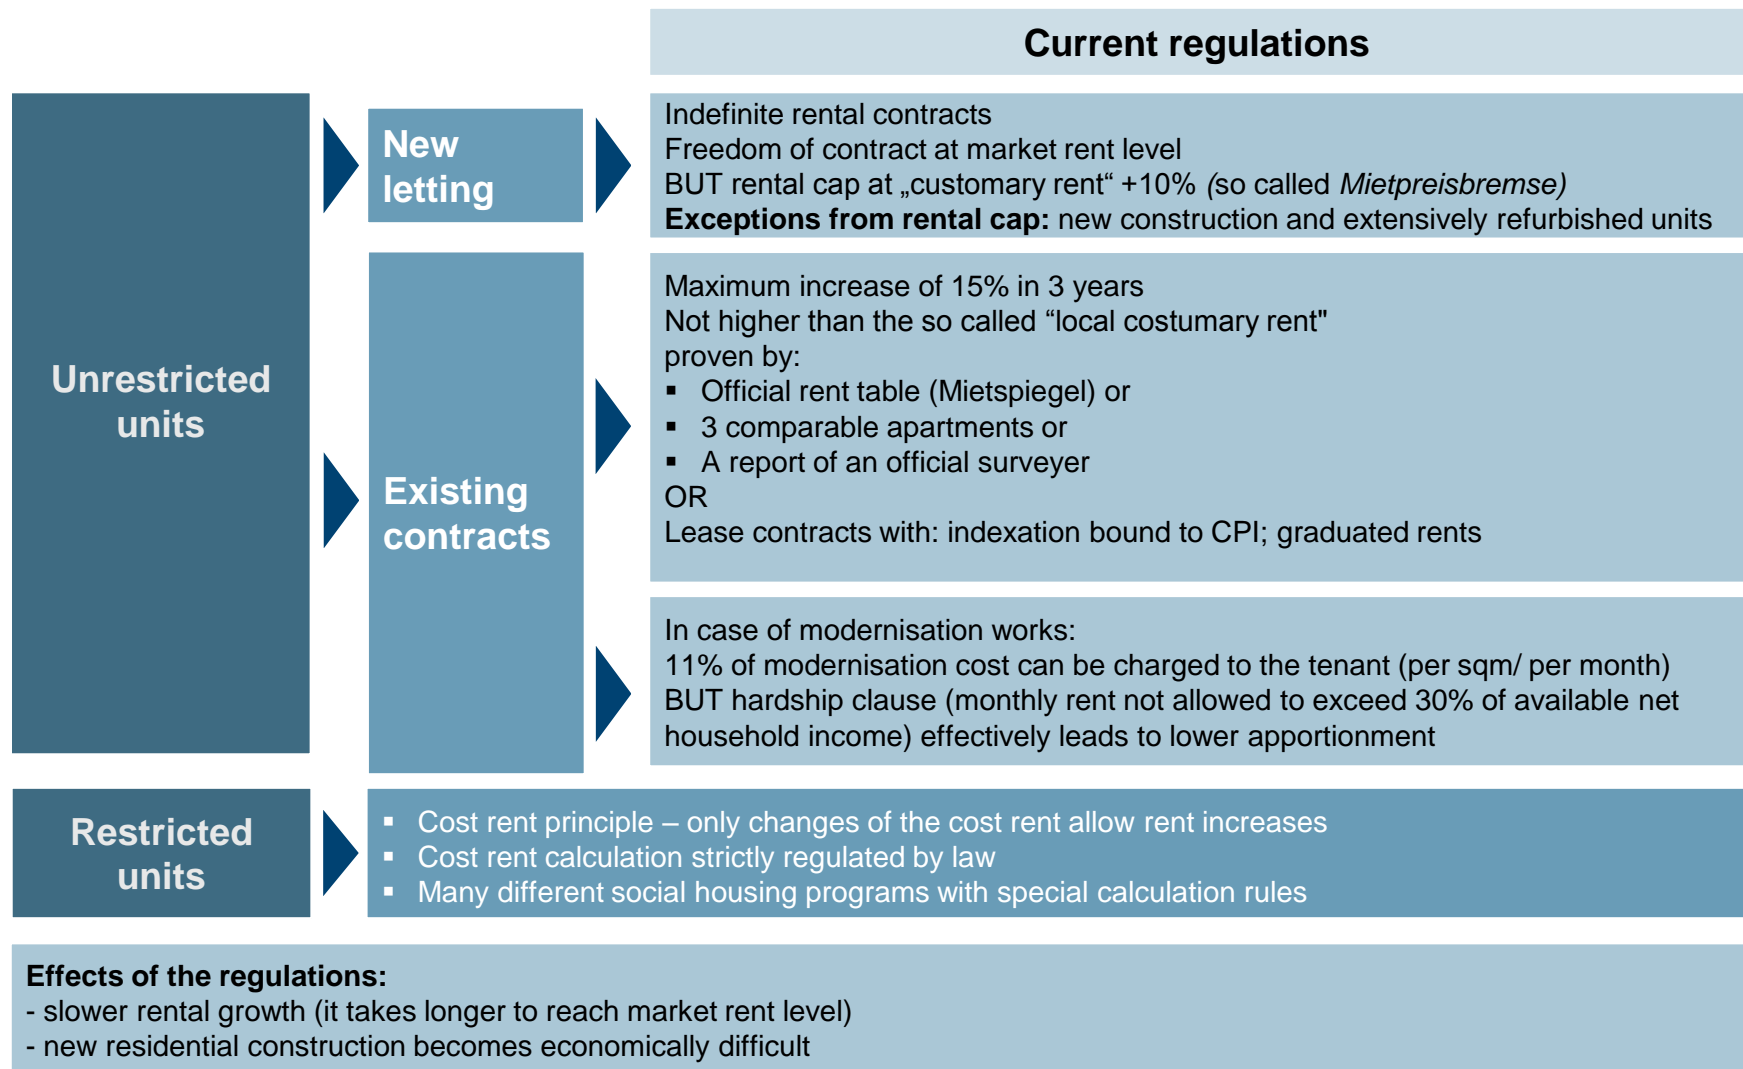 Current regulations
Unrestricted
units
New
letting
Indefinite rental contracts
Freedom of contract at market rent level
BUT rental cap at „customary rent“ +10% (so called Mietpreisbremse)
Exceptions from rental cap: new construction and extensively refurbished units
Existing
contracts
Maximum increase of 15% in 3 years
Not higher than the so called “local costumary rent"
proven by:
▪ Official rent table (Mietspiegel) or
▪ 3 comparable apartments or
▪ A report of an official surveyer
OR
Lease contracts with: indexation bound to CPI; graduated rents
In case of modernisation works:
11% of modernisation cost can be charged to the tenant (per sqm/ per month)
BUT hardship clause (monthly rent not allowed to exceed 30% of available net
household income) effectively leads to lower apportionment
Restricted
units
▪ Cost rent principle – only changes of the cost rent allow rent increases
▪ Cost rent calculation strictly regulated by law
▪ Many different social housing programs with special calculation rules
Effects of the regulations:
- slower rental growth (it takes longer to reach market rent level)
- new residential construction becomes economically difficult